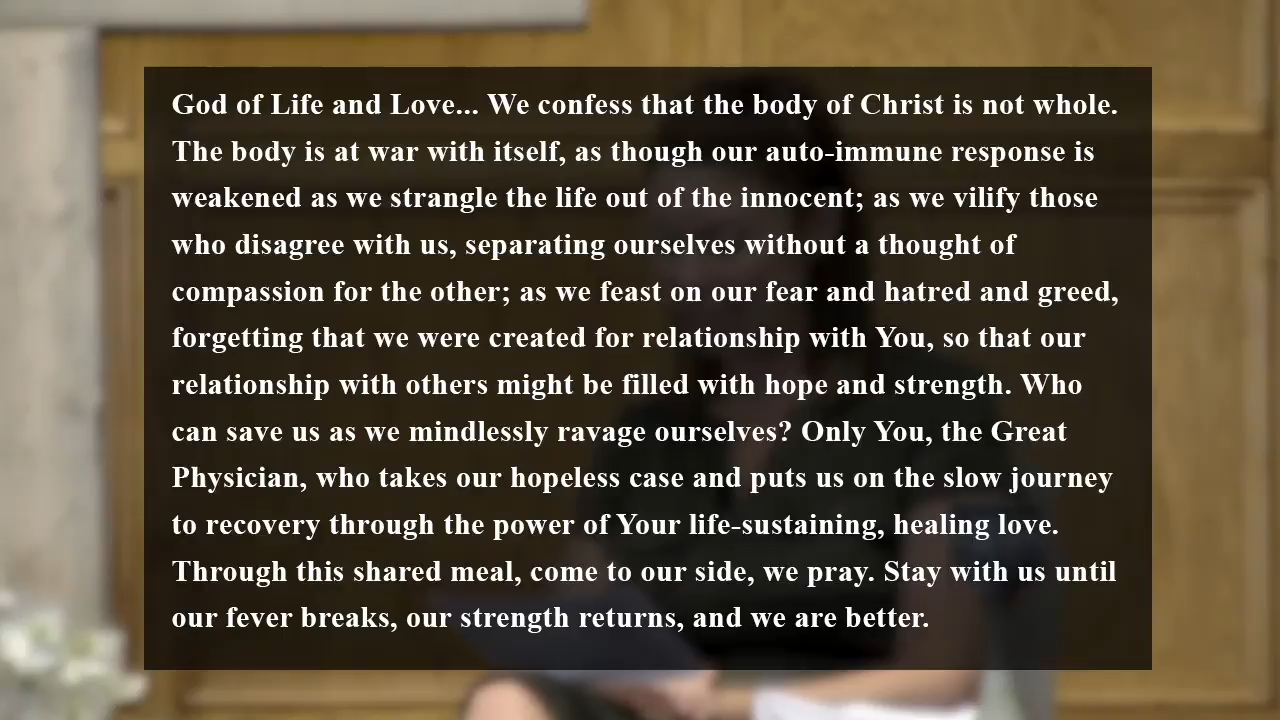 God of Life and Love... We confess that the body of Christ is not whole.
The body is at war with itself, as though our auto-immune response is
weakened as we strangle the life out of the innocent; as we vilify those
who disagree with us, separating ourselves without a thought of
compassion for the other; as we feast on our fear and hatred and greed,
forgetting that we were created for relationship with You, so that our
relationship with others might be filled with hope and strength. Who
can save us as we mindlessly ravage ourselves? Only You, the Great
Physician, who takes our hopeless case and puts us on the slow journey
to recovery through the power of Your life-sustaining, healing love.
Through this shared meal, come to our side, we pray. Stay with us until
our fever breaks, our strength returns, and we are better.